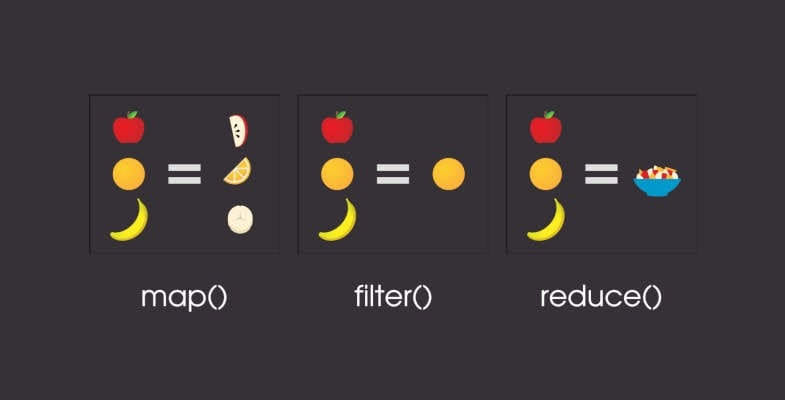 map()
filter()
reduce()